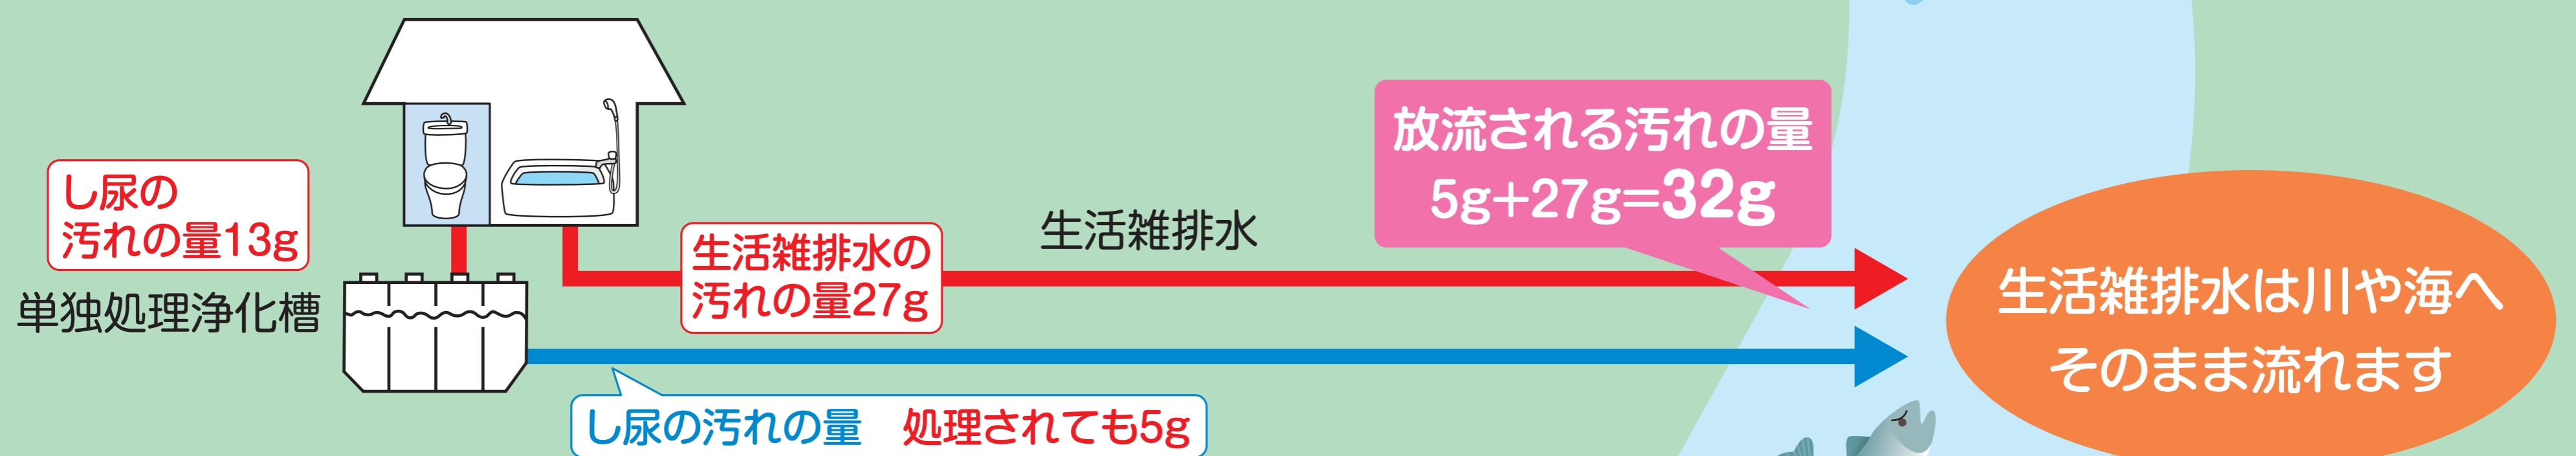 し尿の
汚れの量13g
単独処理浄化槽
生活雑排水の
汚れの量27g
生活雑排水
放流される汚れの量
5g+27g=32g
し尿の汚れの量　処理されても5g
生活雑排水は川や海へ
そのまま流れます